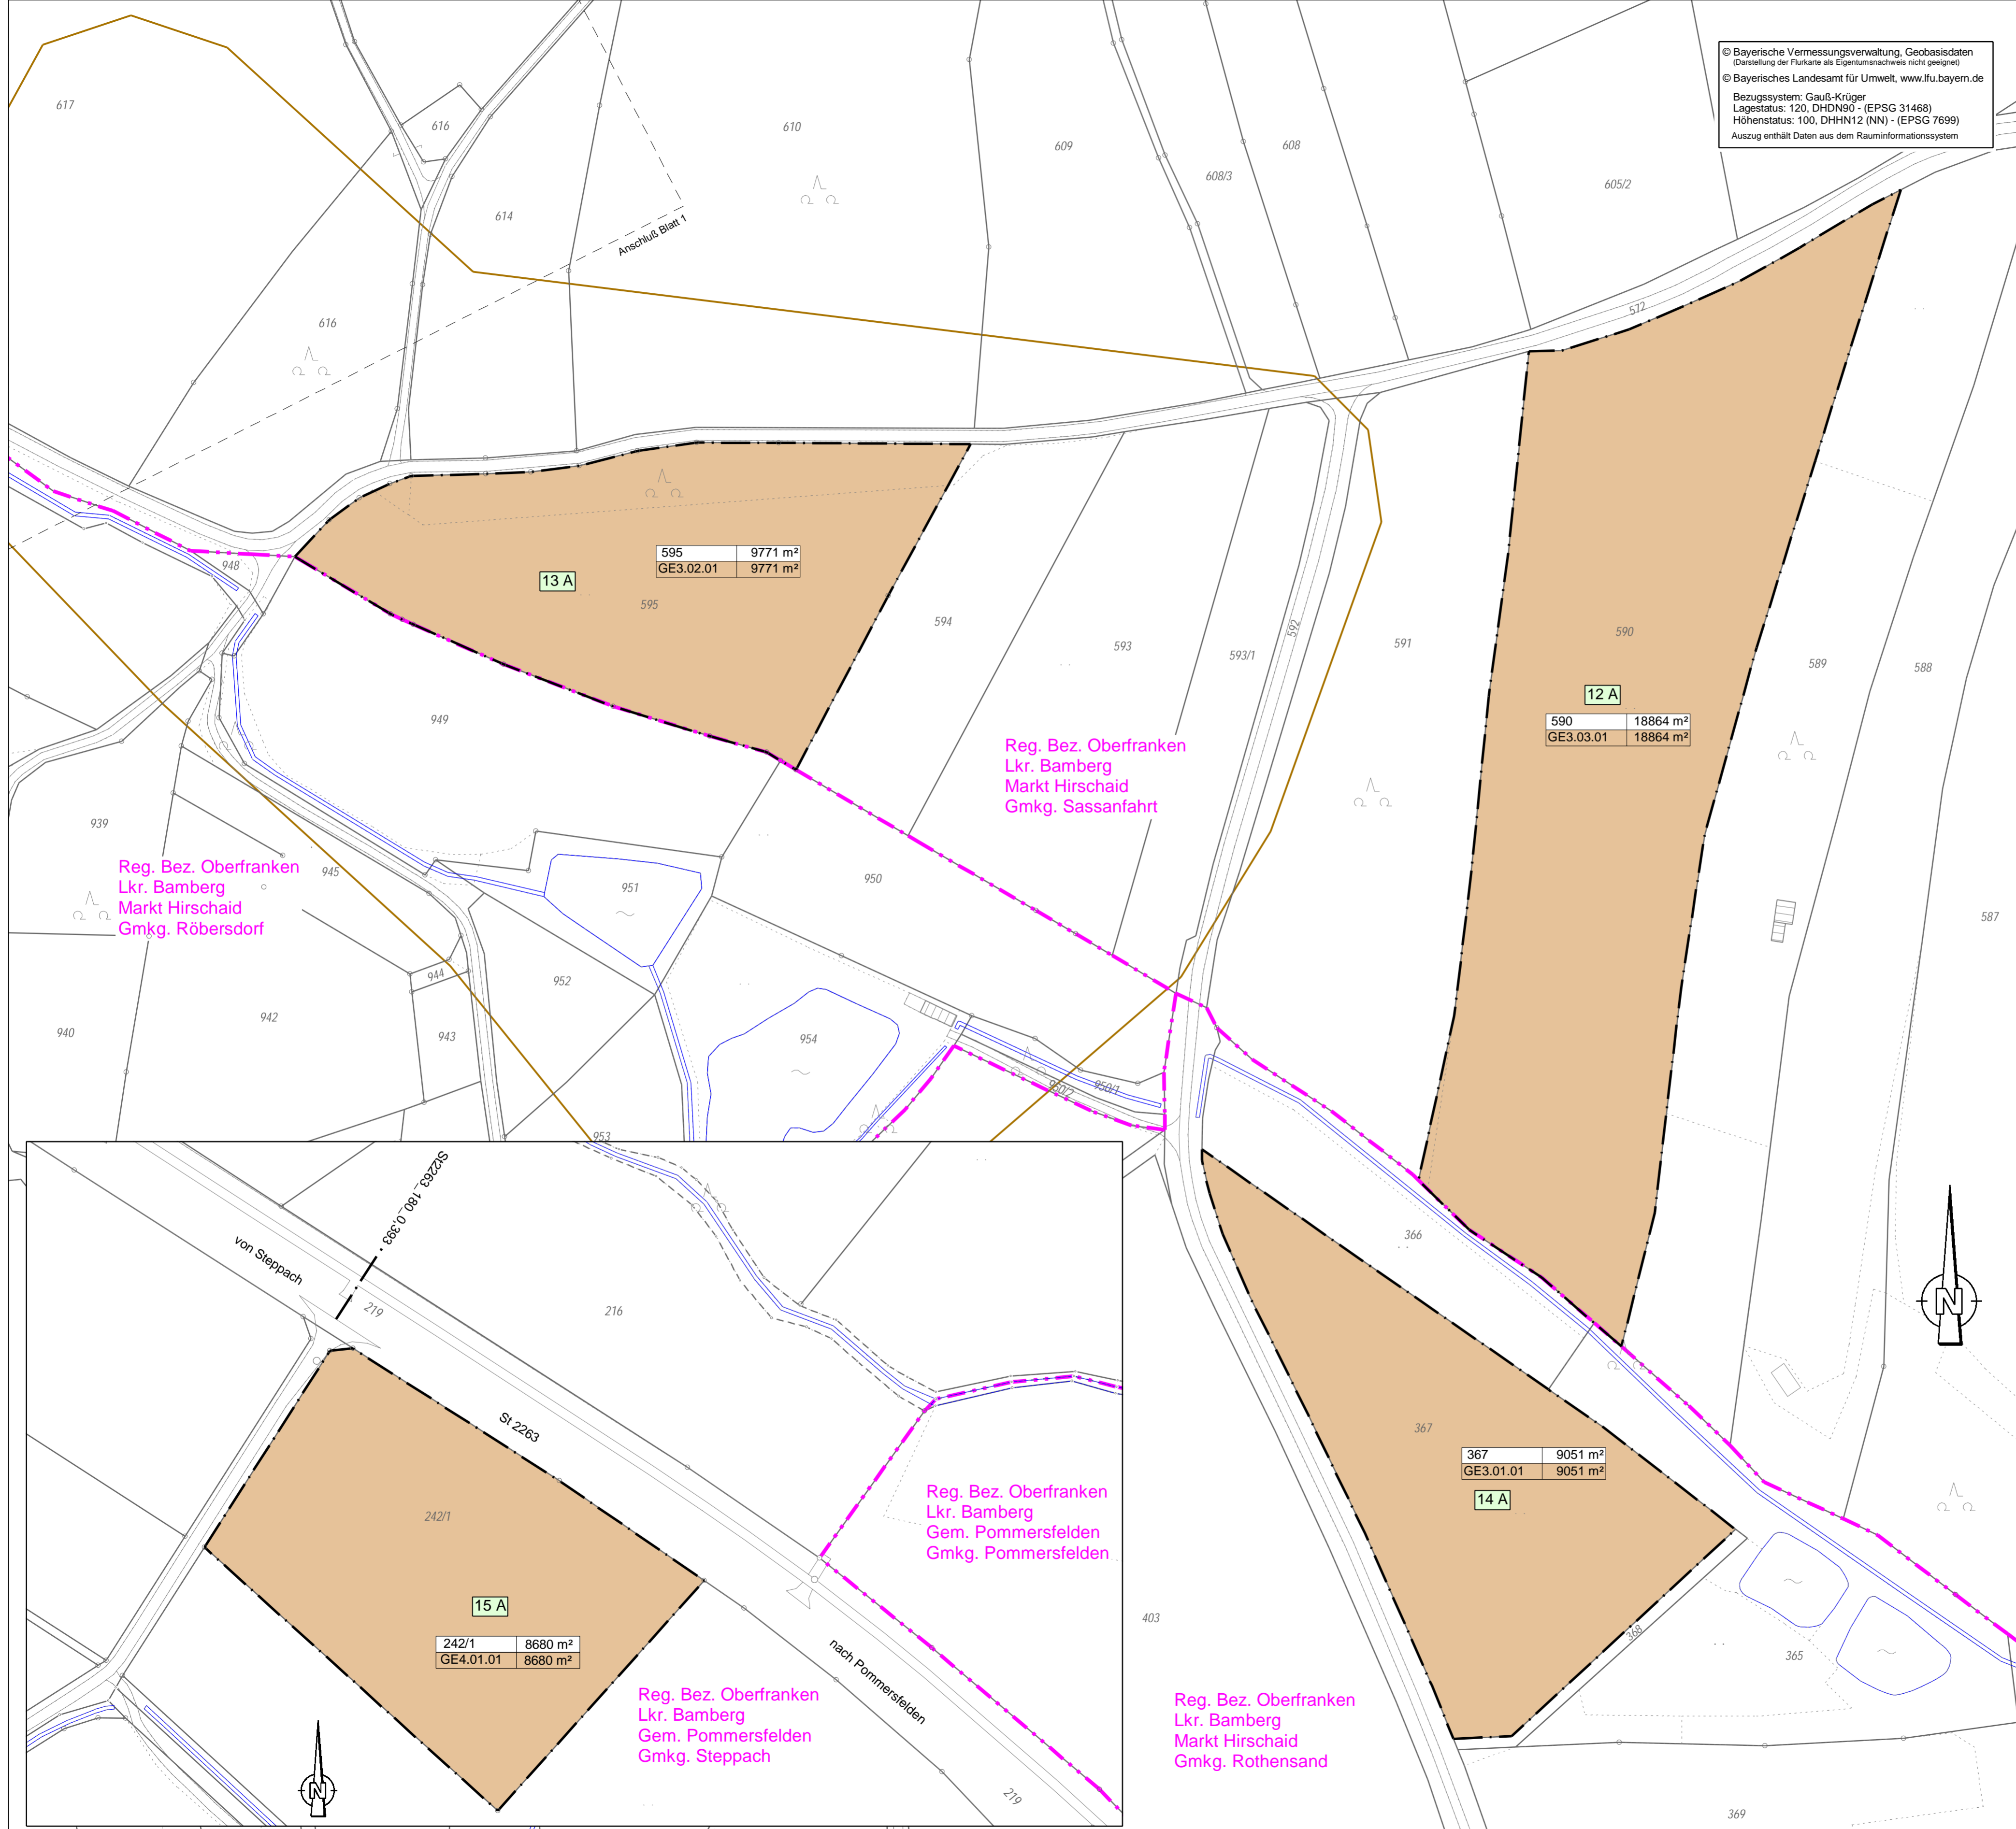 © Bayerische Vermessungsverwaltung, Geobasisdaten
(Darstellung der Flurkarte als Eigentumsnachweis nicht geeignet)
© Bayerisches Landesamt für Umwelt, www.lfu.bayern.de
Bezugssystem: Gauß-Krüger
Lagestatus: 120, DHDN90 - (EPSG 31468)
Höhenstatus: 100, DHHN12 (NN) - (EPSG 7699)
Auszug enthält Daten aus dem Rauminformationssystem
617
616
610
609
608/3
608
605/2
614
Anschluß Blatt 1
616
572
948
13 A
595 9771 m²
GE3.02.01 9771 m²
595
594
593
593/1
592
591
590
589
588
12 A
590 18864 m²
GE3.03.01 18864 m²
949
Reg. Bez. Oberfranken
Lkr. Bamberg
Markt Hirschaid
Gmkg. Sassanfahrt
939
945
Reg. Bez. Oberfranken
Lkr. Bamberg
Markt Hirschaid
Gmkg. Röbersdorf
951
950
587
944
952
940
942
943
954
950/2
950/1
953
366
St2263_180_0,393
von Steppach
219
216
St 2263
242/1
15 A
242/1 8680 m²
GE4.01.01 8680 m²
Reg. Bez. Oberfranken
Lkr. Bamberg
Gem. Pommersfelden
Gmkg. Pommersfelden
nach Pommersfelden
Reg. Bez. Oberfranken
Lkr. Bamberg
Gem. Pommersfelden
Gmkg. Steppach
219
N
N
367
367 9051 m²
GE3.01.01 9051 m²
14 A
403
368
365
Reg. Bez. Oberfranken
Lkr. Bamberg
Markt Hirschaid
Gmkg. Rothensand
369